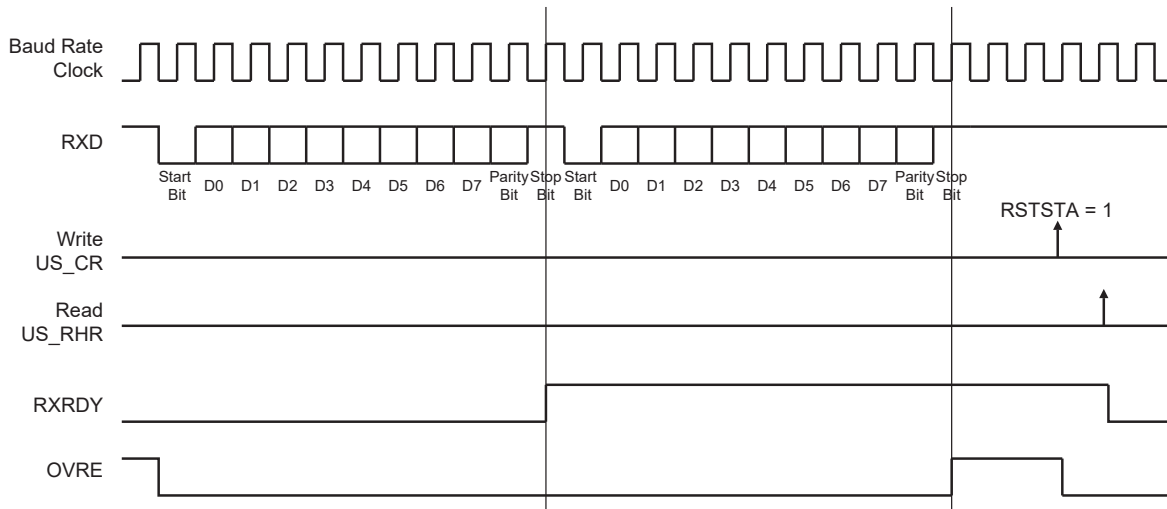 Baud Rate
Clock
RXD
Start
Bit
D0 D1 D2 D3 D4 D5 D6 D7
Parity
Bit
Stop
Bit
Start
Bit
D0 D1 D2 D3 D4 D5 D6 D7
Parity
Bit
Stop
Bit
RSTSTA = 1
Write
US_CR
Read
US_RHR
RXRDY
OVRE